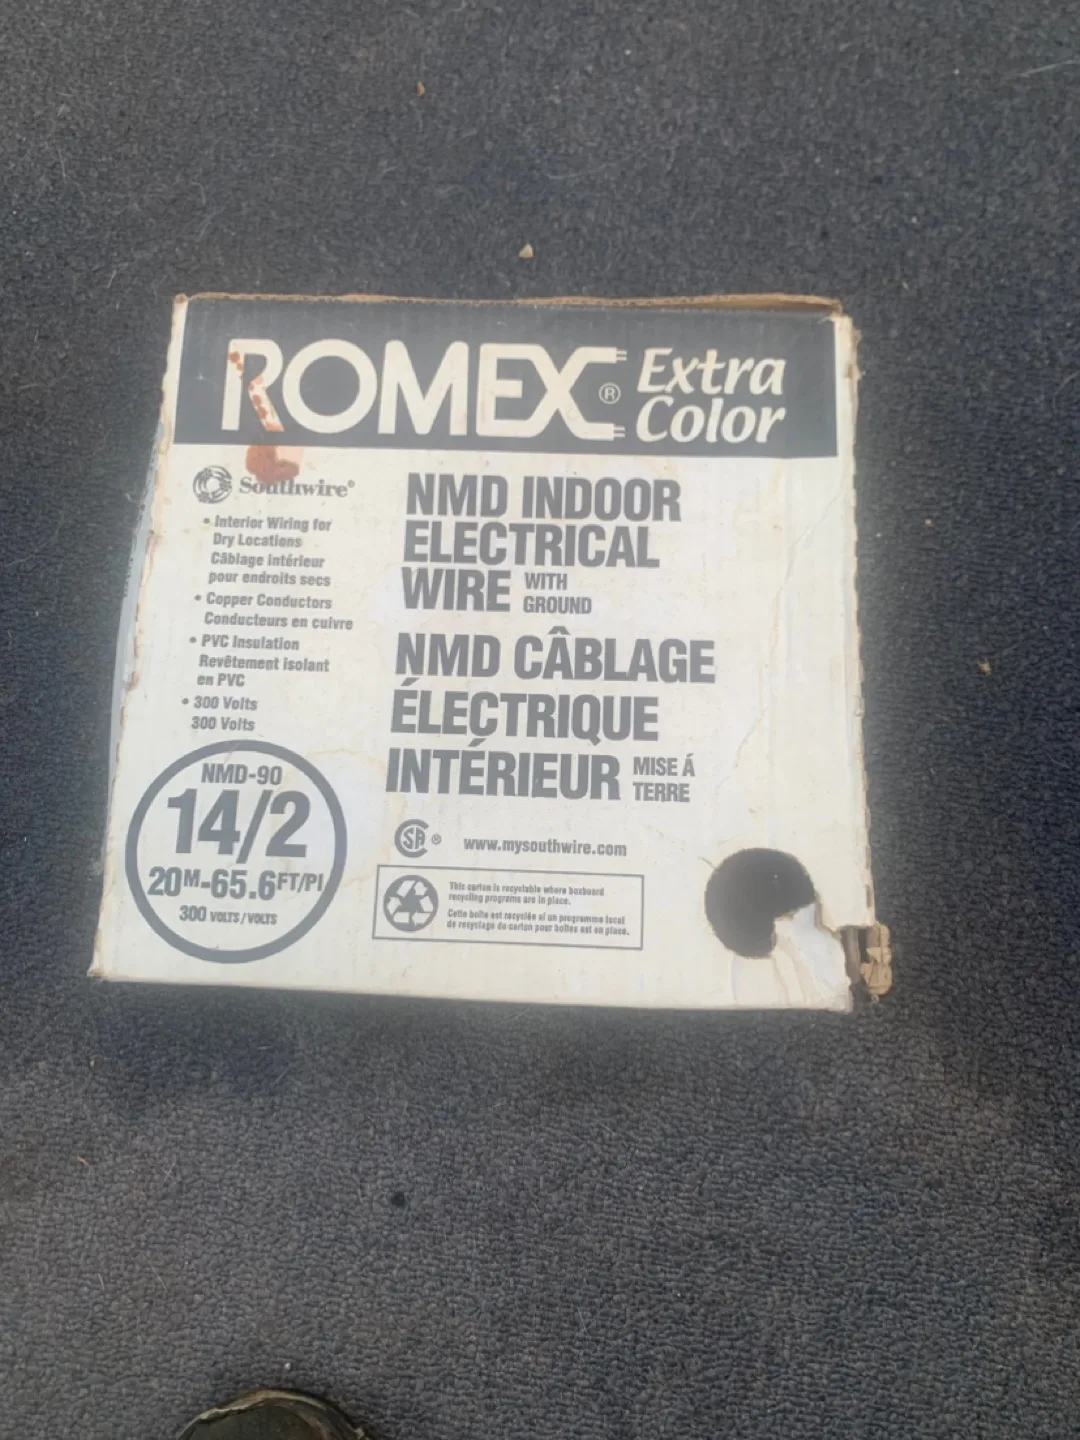 ROMEX® Extra
Color
Southwire®
• Interior Wiring for
Dry Locations
Câblage intérieur
pour endroits secs
• Copper Conductors
Conducteurs en cuivre
• PVC Insulation
Revêtement isolant
en PVC
• 300 Volts
300 Volts
NMD INDOOR
ELECTRICAL
WIRE WITH
GROUND
NMD CÂBLAGE
ÉLECTRIQUE
INTÉRIEUR MISE À
TERRE
NMD-90
14/2
20M-65.6FT/PI
300 VOLTS/VOLTS
SA ® www.mysouthwire.com
This carton is recyclable where boxboard
recycling programs are in place.
Cette boîte est recyclée si un programme local
de recyclage de carton pour boîtes est en place.